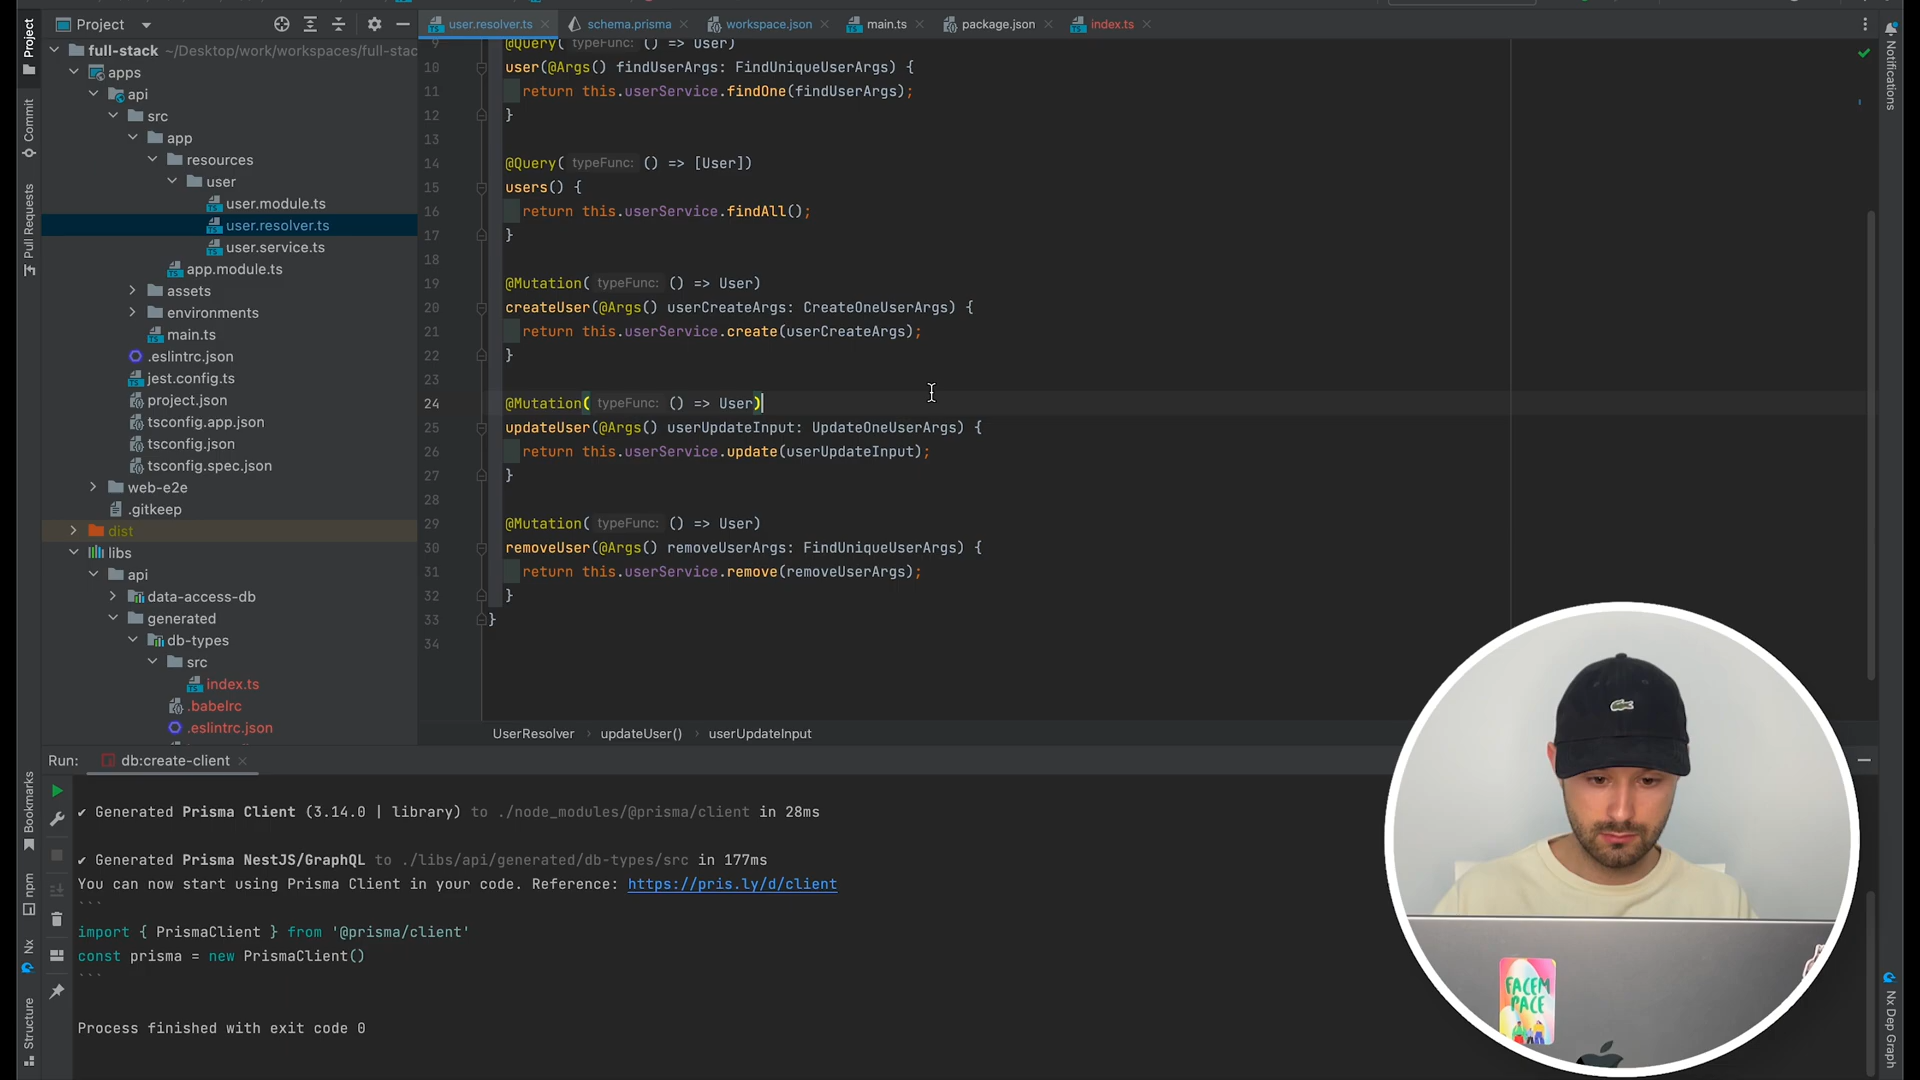 Project
user.resolver.ts
schema.prisma
workspace.json
main.ts
package.json
index.ts
full-stack ~/Desktop/work/workspaces/full-stac
apps
api
src
app
resources
user
user.module.ts
user.resolver.ts
user.service.ts
app.module.ts
assets
environments
main.ts
.eslintrc.json
jest.config.ts
project.json
tsconfig.app.json
tsconfig.json
tsconfig.spec.json
web-e2e
.gitkeep
dist
libs
api
data-access-db
generated
db-types
src
index.ts
.babelrc
.eslintrc.json
Project
Commit
Pull Requests
Bookmarks
npm
Nx
Structure
9 @Query( typeFunc: () => User)
10 user(@Args() findUserArgs: FindUniqueUserArgs) {
11 return this.userService.findOne(findUserArgs);
12 }
13
14 @Query( typeFunc: () => [User])
15 users() {
16 return this.userService.findAll();
17 }
18
19 @Mutation( typeFunc: () => User)
20 createUser(@Args() userCreateArgs: CreateOneUserArgs) {
21 return this.userService.create(userCreateArgs);
22 }
23
24 @Mutation( typeFunc: () => User)
25 updateUser(@Args() userUpdateInput: UpdateOneUserArgs) {
26 return this.userService.update(userUpdateInput);
27 }
28
29 @Mutation( typeFunc: () => User)
30 removeUser(@Args() removeUserArgs: FindUniqueUserArgs) {
31 return this.userService.remove(removeUserArgs);
32 }
33 }
34
UserResolver › updateUser() › userUpdateInput
Notifications
Nx Dep Graph
Run: db:create-client
✔ Generated Prisma Client (3.14.0 | library) to ./node_modules/@prisma/client in 28ms
✔ Generated Prisma NestJS/GraphQL to ./libs/api/generated/db-types/src in 177ms
You can now start using Prisma Client in your code. Reference: https://pris.ly/d/client
```
import { PrismaClient } from '@prisma/client'
const prisma = new PrismaClient()
```
Process finished with exit code 0
FACEM
PACE